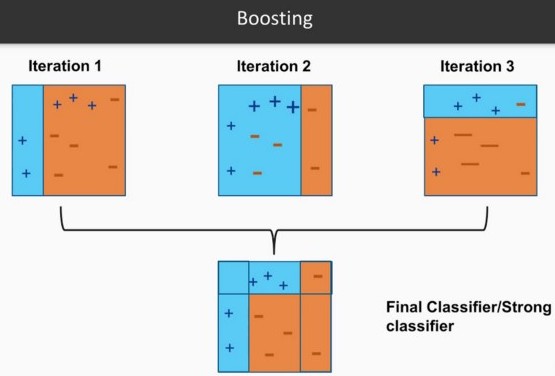 Boosting
Iteration 1
Iteration 2
Iteration 3
Final Classifier/Strong
classifier